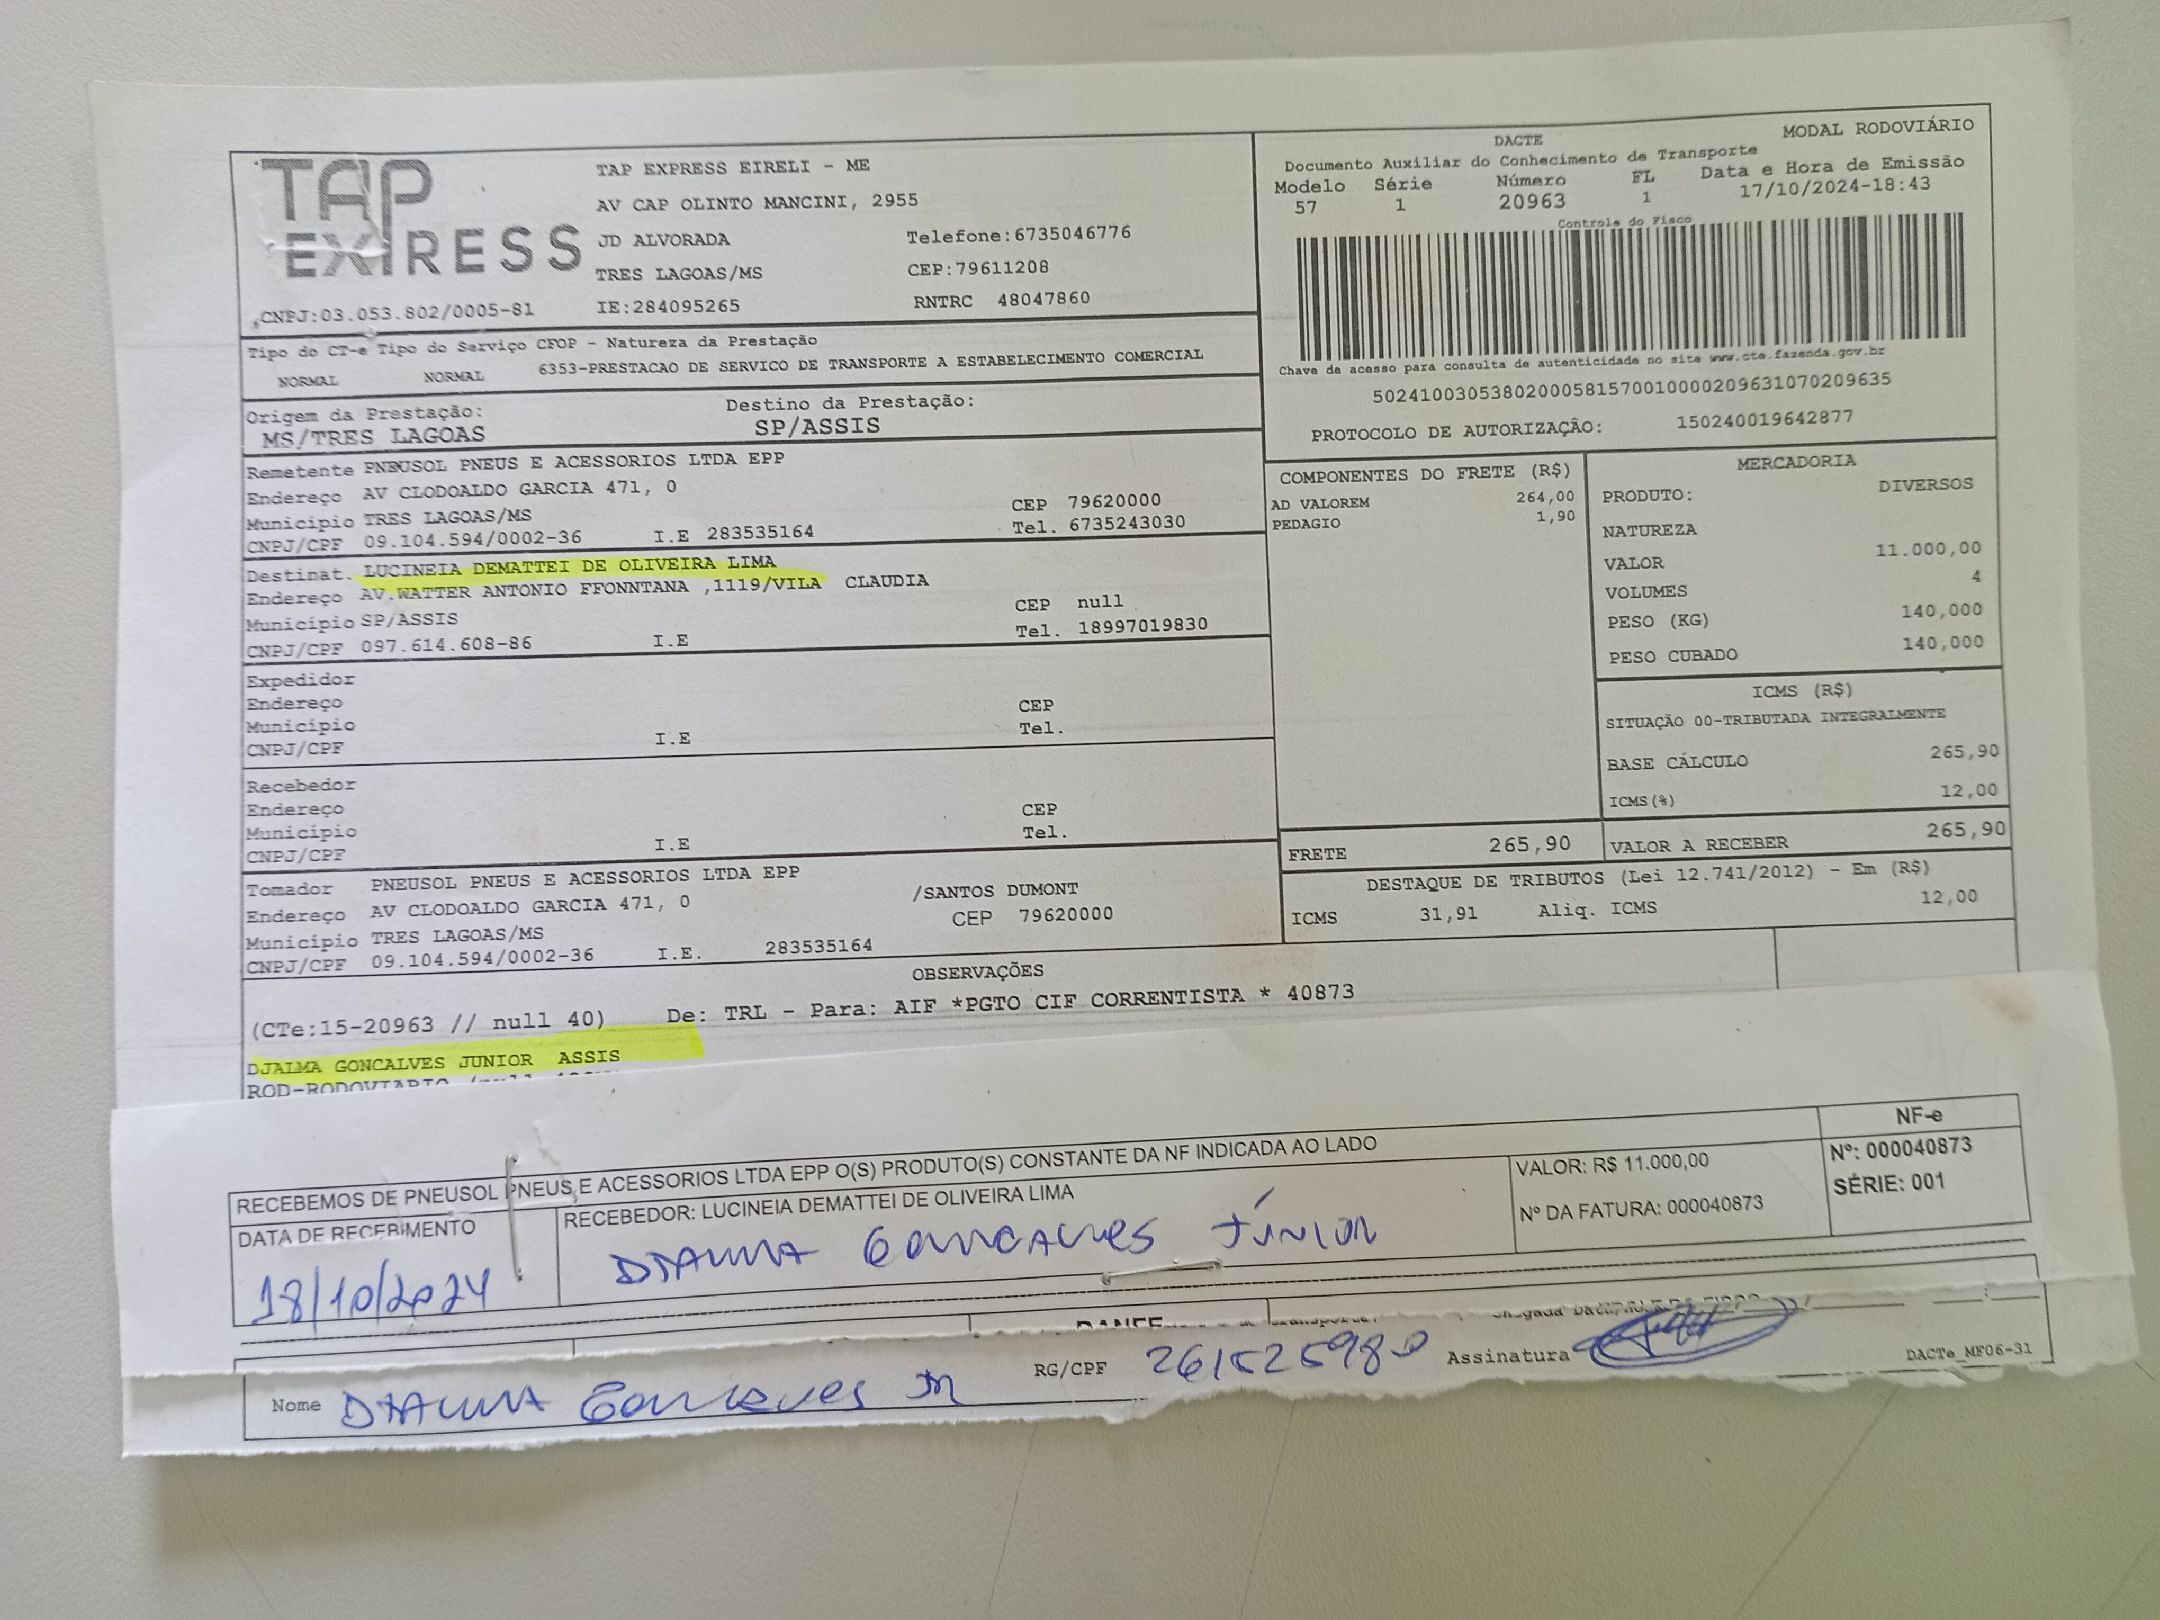 TAP
EXPRESS
CNPJ:03.053.802/0005-81
TAP EXPRESS EIRELI - ME
AV CAP OLINTO MANCINI, 2955
JD ALVORADA Telefone:6735046776
TRES LAGOAS/MS CEP:79611208
IE:284095265 RNTRC 48047860
DACTE MODAL RODOVIÁRIO
Documento Auxiliar do Conhecimento de Transporte
Modelo Série Número FL Data e Hora de Emissão
57 1 20963 1 17/10/2024-18:43
Controle do Fisco
Chave de acesso para consulta de autenticidade no site www.cte.fazenda.gov.br
50241003053802000581570010000209631070209635
PROTOCOLO DE AUTORIZAÇÃO: 150240019642877
Tipo do CT-e Tipo do Serviço CFOP - Natureza da Prestação
NORMAL NORMAL 6353-PRESTACAO DE SERVICO DE TRANSPORTE A ESTABELECIMENTO COMERCIAL
Origem da Prestação: Destino da Prestação:
MS/TRES LAGOAS SP/ASSIS
Remetente PNEUSOL PNEUS E ACESSORIOS LTDA EPP
Endereço AV CLODOALDO GARCIA 471, 0 CEP 79620000
Município TRES LAGOAS/MS Tel. 6735243030
CNPJ/CPF 09.104.594/0002-36 I.E 283535164
Destinat. LUCINEIA DEMATTEI DE OLIVEIRA LIMA
Endereço AV.WATTER ANTONIO FFONNTANA ,1119/VILA CLAUDIA CEP null
Município SP/ASSIS Tel. 18997019830
CNPJ/CPF 097.614.608-86 I.E
Expedidor
Endereço CEP
Município Tel.
CNPJ/CPF I.E
Recebedor
Endereço CEP
Município Tel.
CNPJ/CPF I.E
Tomador PNEUSOL PNEUS E ACESSORIOS LTDA EPP
Endereço AV CLODOALDO GARCIA 471, 0 /SANTOS DUMONT
Município TRES LAGOAS/MS CEP 79620000
CNPJ/CPF 09.104.594/0002-36 I.E. 283535164
COMPONENTES DO FRETE (R$)
AD VALOREM 264,00
PEDAGIO 1,90
MERCADORIA
PRODUTO: DIVERSOS
NATUREZA
VALOR 11.000,00
VOLUMES 4
PESO (KG) 140,000
PESO CUBADO 140,000
ICMS (R$)
SITUAÇÃO 00-TRIBUTADA INTEGRALMENTE
BASE CÁLCULO 265,90
ICMS(%) 12,00
FRETE 265,90 VALOR A RECEBER 265,90
DESTAQUE DE TRIBUTOS (Lei 12.741/2012) - Em (R$)
ICMS 31,91 Aliq. ICMS 12,00
OBSERVAÇÕES
(CTe:15-20963 // null 40) De: TRL - Para: AIF *PGTO CIF CORRENTISTA * 40873
DJALMA GONCALVES JUNIOR ASSIS
ROD-RODOVIARIO
RECEBEMOS DE PNEUSOL PNEUS E ACESSORIOS LTDA EPP O(S) PRODUTO(S) CONSTANTE DA NF INDICADA AO LADO
DATA DE RECEBIMENTO
18/10/2024
RECEBEDOR: LUCINEIA DEMATTEI DE OLIVEIRA LIMA
DJALMA GONCALVES JÚNIOR
VALOR: R$ 11.000,00
Nº DA FATURA: 000040873
NF-e
Nº: 000040873
SÉRIE: 001
DANFE
Nome DJALMA GONCALVES JR RG/CPF 261525980 Assinatura
DACTe_MF06-31